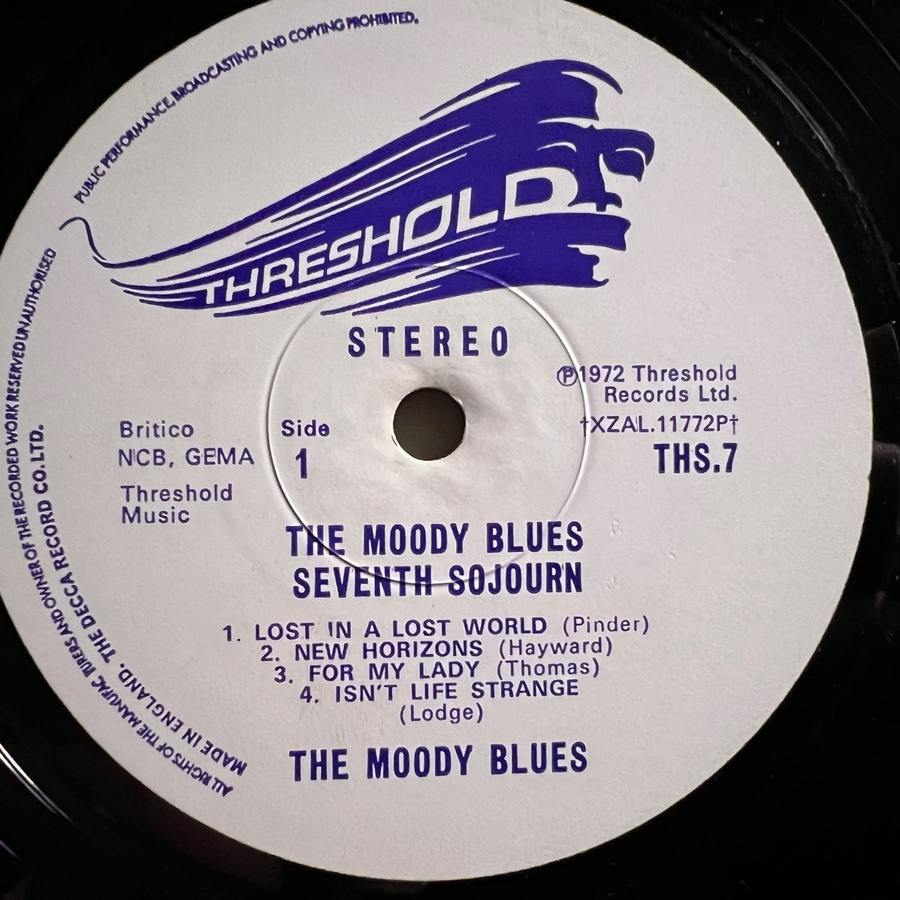 PUBLIC PERFORMANCE, BROADCASTING AND COPYING PROHIBITED.
THRESHOLD
STEREO
℗1972 Threshold
Records Ltd.
†XZAL.11772P†
THS.7
Britico
NCB, GEMA
Threshold
Music
Side
1
THE MOODY BLUES
SEVENTH SOJOURN
1. LOST IN A LOST WORLD (Pinder)
2. NEW HORIZONS (Hayward)
3. FOR MY LADY (Thomas)
4. ISN'T LIFE STRANGE
(Lodge)
THE MOODY BLUES
ALL RIGHTS OF THE MANUFACTURERS AND OWNER OF THE RECORDED WORK RESERVED UNAUTHORISED
MADE IN ENGLAND. THE DECCA RECORD CO. LTD.